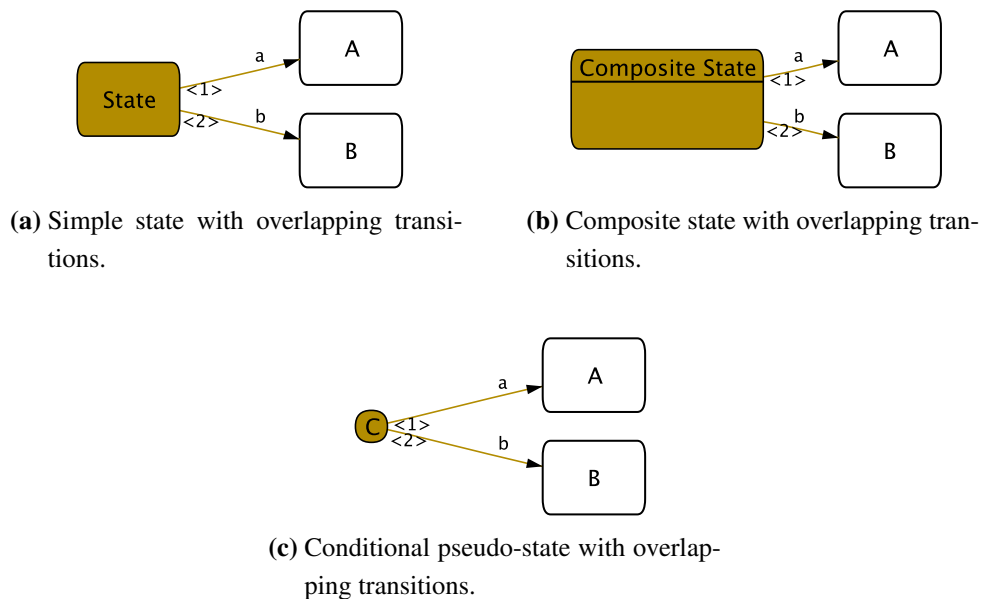 State
a
<1>
<2>
b
A
B
(a) Simple state with overlapping transi-
tions.
Composite State
a
<1>
b
<2>
A
B
(b) Composite state with overlapping tran-
sitions.
C
a
<1>
<2>
b
A
B
(c) Conditional pseudo-state with overlap-
ping transitions.